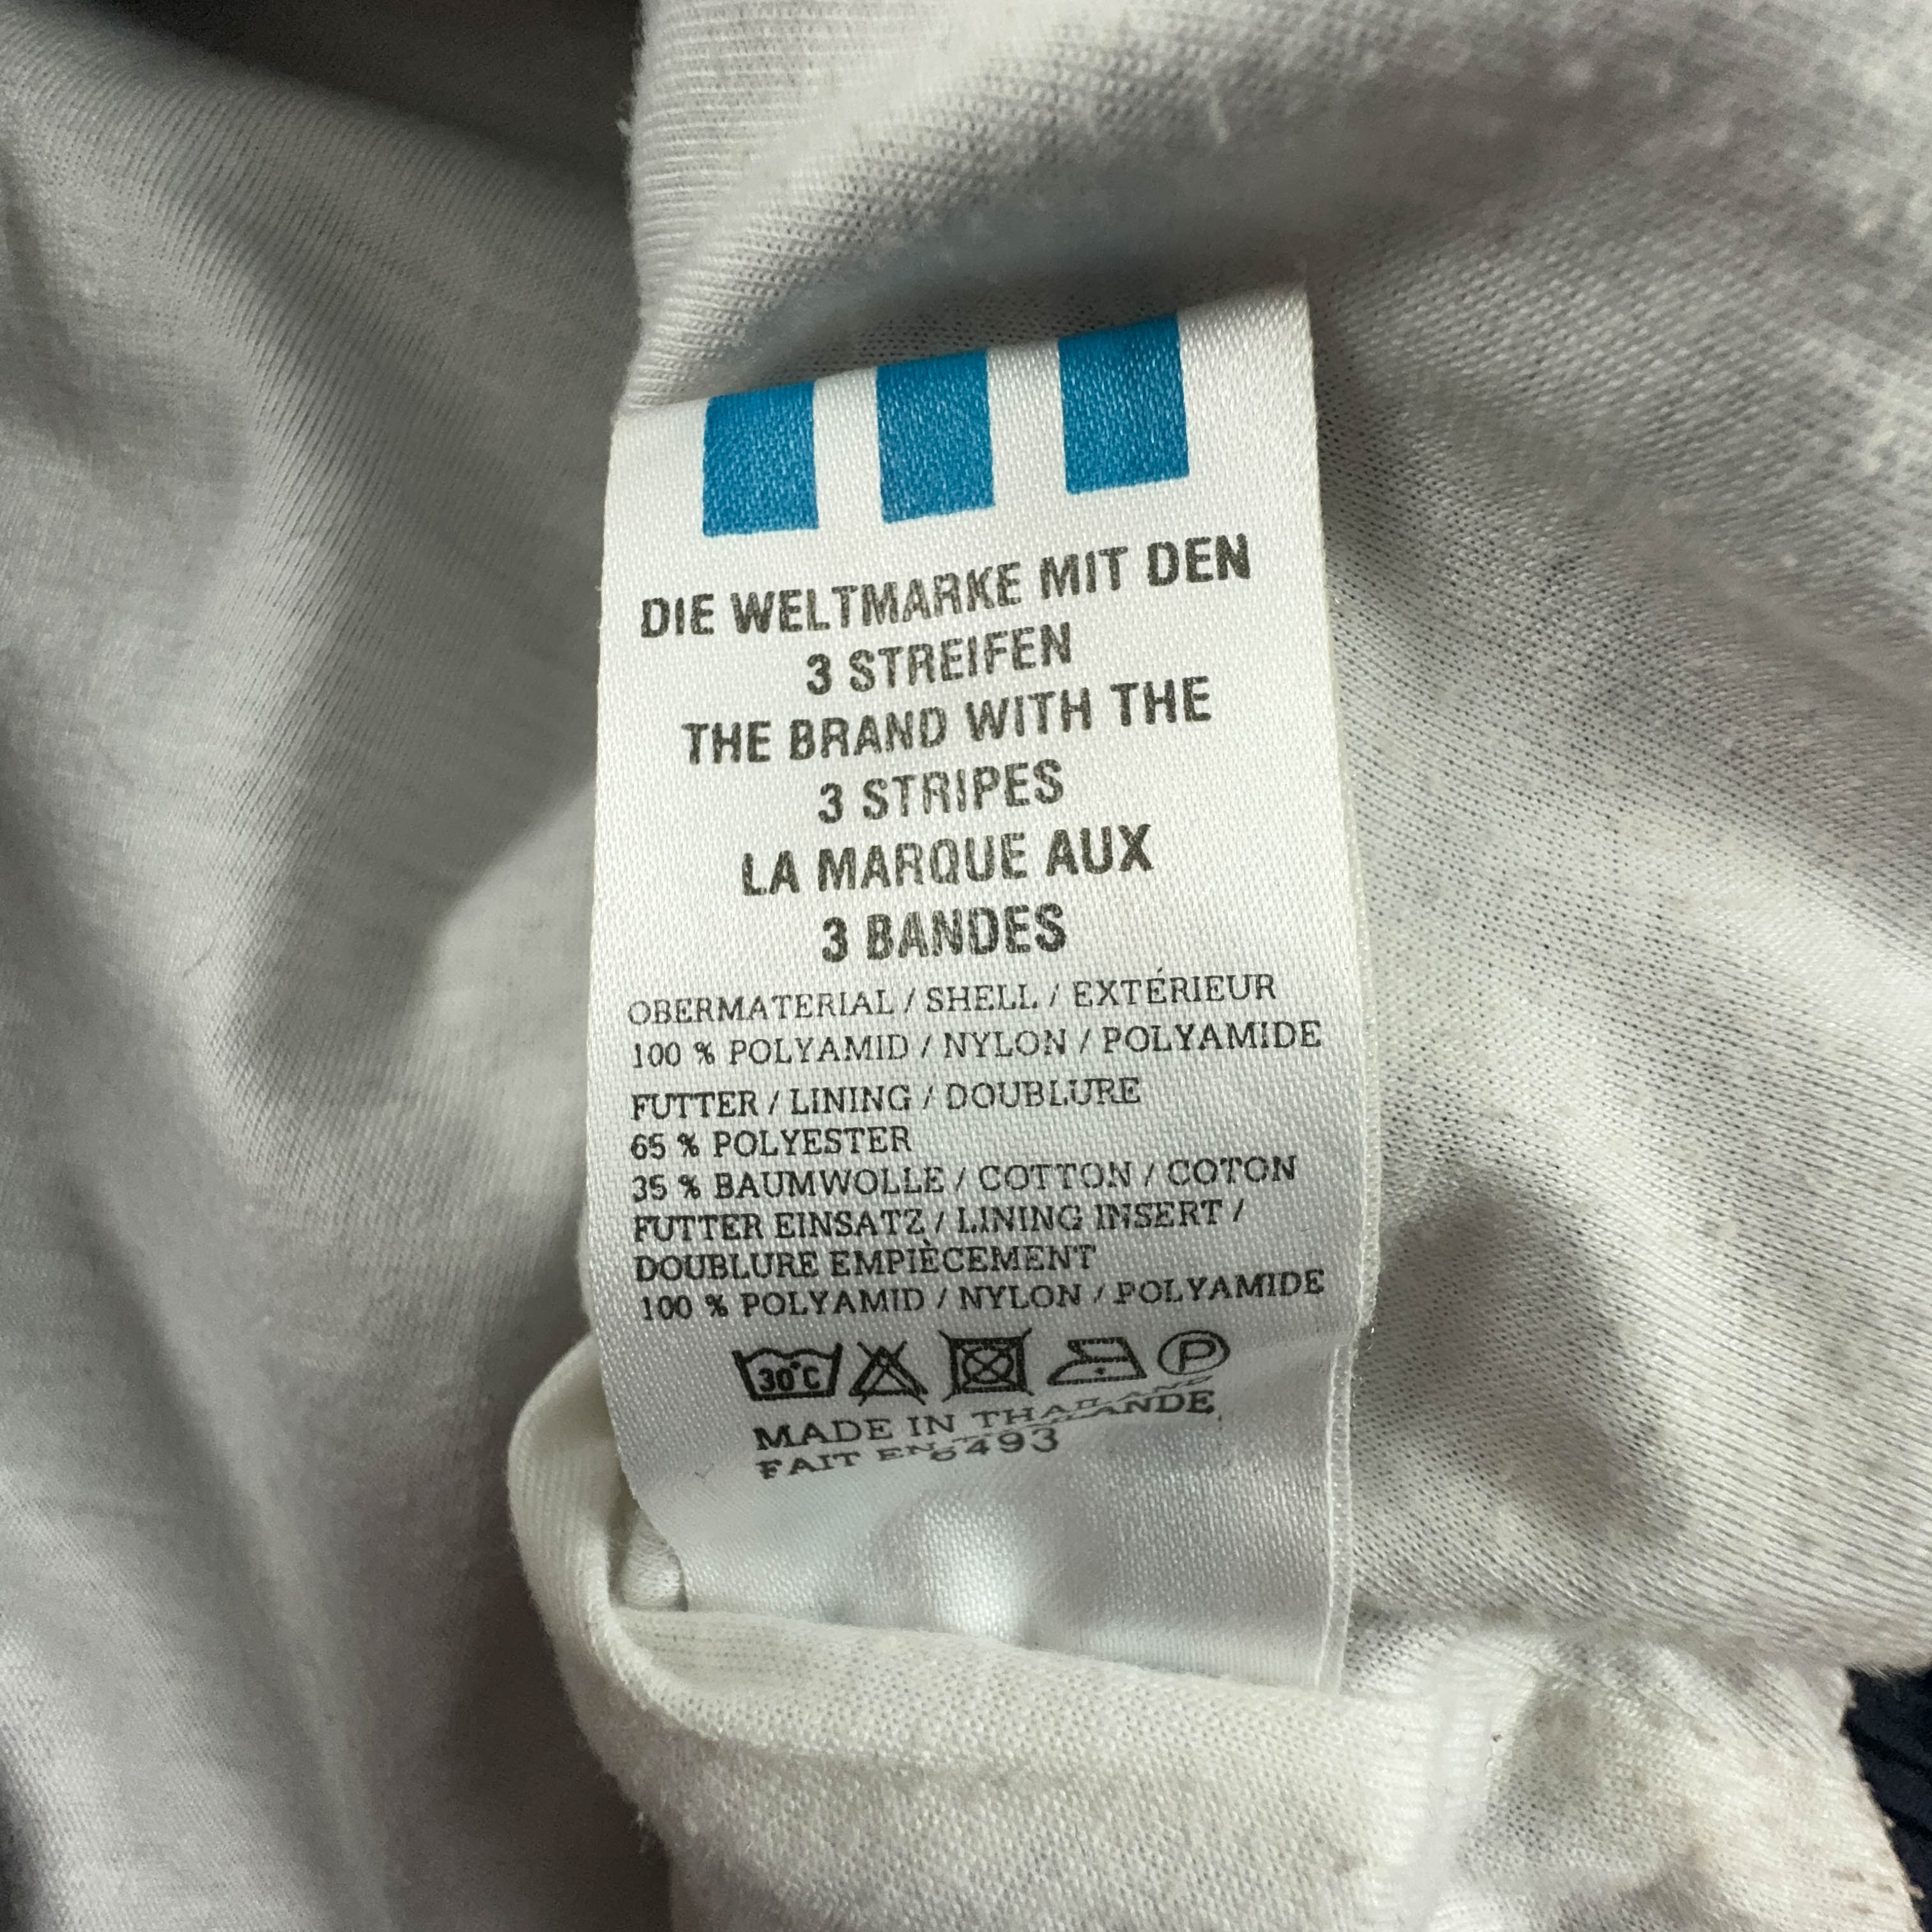 DIE WELTMARKE MIT DEN
3 STREIFEN
THE BRAND WITH THE
3 STRIPES
LA MARQUE AUX
3 BANDES
OBERMATERIAL / SHELL / EXTÉRIEUR
100 % POLYAMID / NYLON / POLYAMIDE
FUTTER / LINING / DOUBLURE
65 % POLYESTER
35 % BAUMWOLLE / COTTON / COTON
FUTTER EINSATZ / LINING INSERT /
DOUBLURE EMPIÈCEMENT
100 % POLYAMID / NYLON / POLYAMIDE
30°C P
MADE IN
FAIT EN